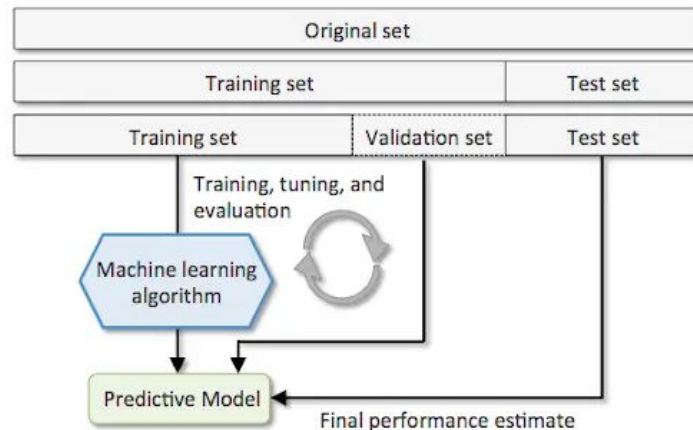 Original set
Training set
Test set
Training set
Validation set
Test set
Training, tuning, and
evaluation
Machine learning
algorithm
Predictive Model
Final performance estimate